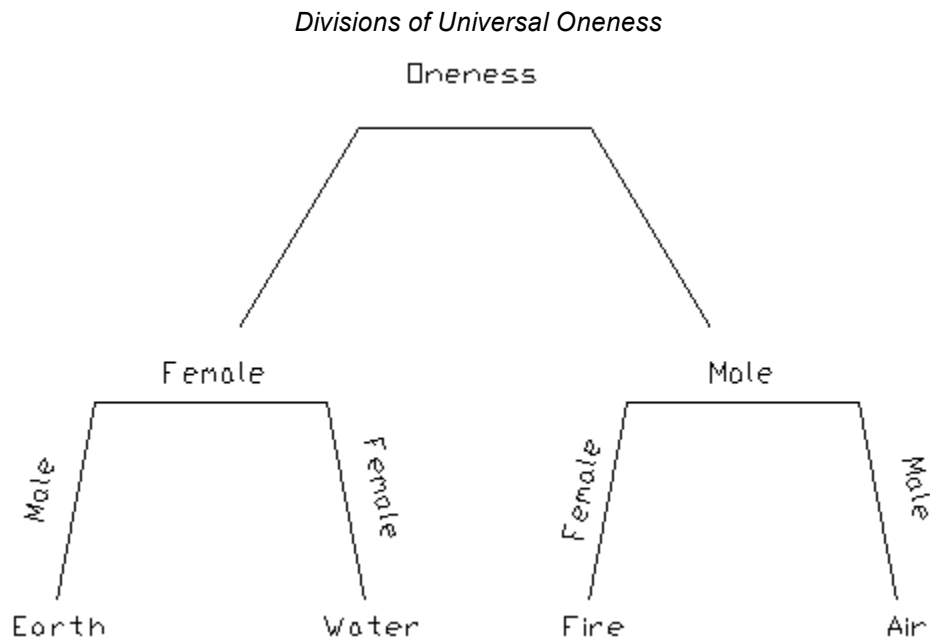 Divisions of Universal Oneness
Oneness
Female
Male
Male
Female
Female
Male
Earth
Water
Fire
Air